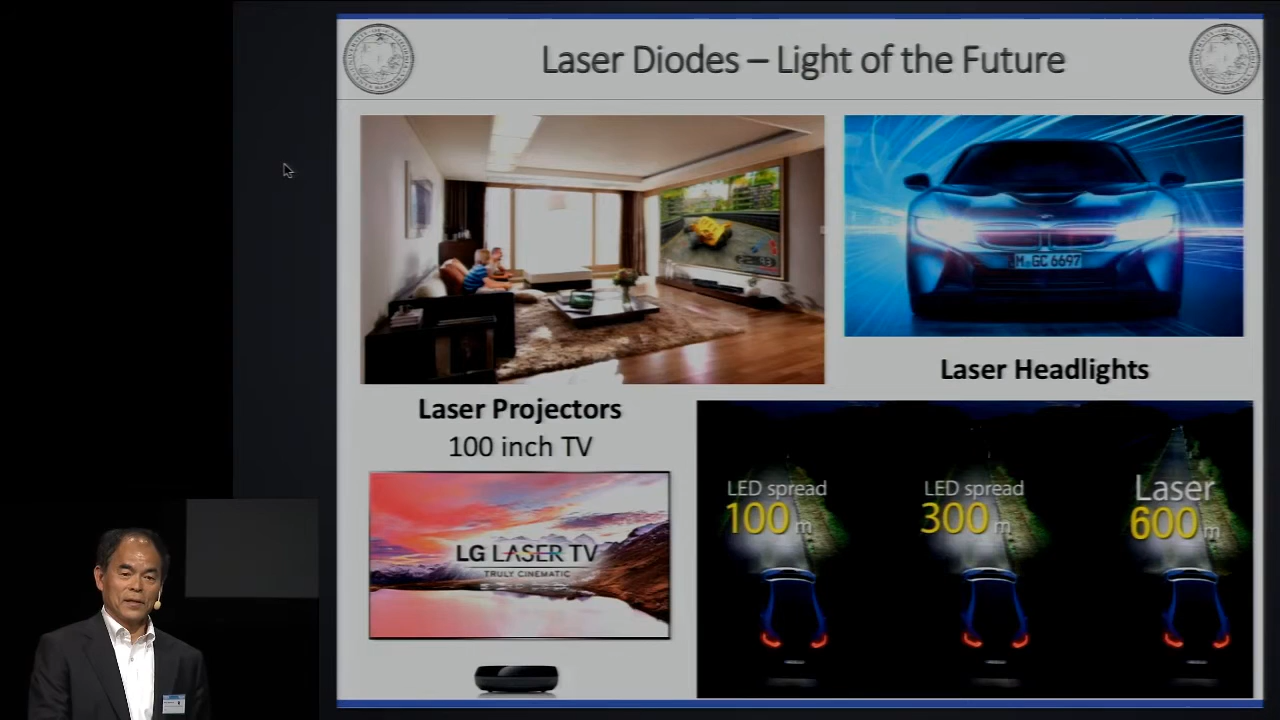 Laser Diodes – Light of the Future
M GC 6697
Laser Headlights
Laser Projectors
100 inch TV
LG LASER TV
TRULY CINEMATIC
LED spread
100 m
LED spread
300 m
Laser
600 m